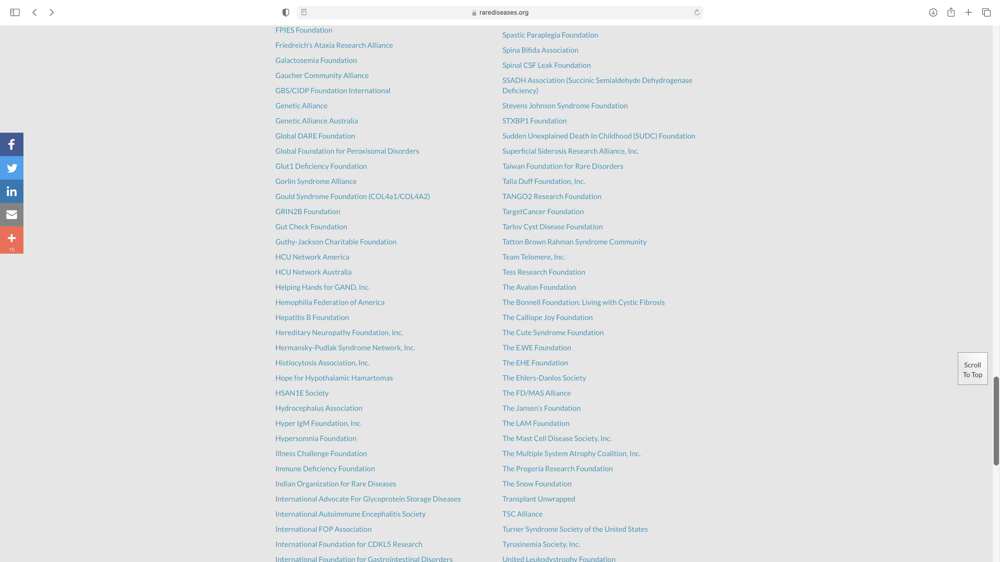 rarediseases.org
FPIES Foundation
Friedreich’s Ataxia Research Alliance
Galactosemia Foundation
Gaucher Community Alliance
GBS/CIDP Foundation International
Genetic Alliance
Genetic Alliance Australia
Global DARE Foundation
Global Foundation for Peroxisomal Disorders
Glut1 Deficiency Foundation
Gorlin Syndrome Alliance
Gould Syndrome Foundation (COL4a1/COL4A2)
GRIN2B Foundation
Gut Check Foundation
Guthy-Jackson Charitable Foundation
HCU Network America
HCU Network Australia
Helping Hands for GAND, Inc.
Hemophilia Federation of America
Hepatitis B Foundation
Hereditary Neuropathy Foundation, Inc.
Hermansky-Pudlak Syndrome Network, Inc.
Histiocytosis Association, Inc.
Hope for Hypothalamic Hamartomas
HSAN1E Society
Hydrocephalus Association
Hyper IgM Foundation, Inc.
Hypersomnia Foundation
Illness Challenge Foundation
Immune Deficiency Foundation
Indian Organization for Rare Diseases
International Advocate For Glycoprotein Storage Diseases
International Autoimmune Encephalitis Society
International FOP Association
International Foundation for CDKL5 Research
International Foundation for Gastrointestinal Disorders
Spastic Paraplegia Foundation
Spina Bifida Association
Spinal CSF Leak Foundation
SSADH Association (Succinic Semialdehyde Dehydrogenase
Deficiency)
Stevens Johnson Syndrome Foundation
STXBP1 Foundation
Sudden Unexplained Death In Childhood (SUDC) Foundation
Superficial Siderosis Research Alliance, Inc.
Taiwan Foundation for Rare Disorders
Talia Duff Foundation, Inc.
TANGO2 Research Foundation
TargetCancer Foundation
Tarlov Cyst Disease Foundation
Tatton Brown Rahman Syndrome Community
Team Telomere, Inc.
Tess Research Foundation
The Avalon Foundation
The Bonnell Foundation: Living with Cystic Fibrosis
The Calliope Joy Foundation
The Cute Syndrome Foundation
The E.WE Foundation
The EHE Foundation
The Ehlers-Danlos Society
The FD/MAS Alliance
The Jansen’s Foundation
The LAM Foundation
The Mast Cell Disease Society, Inc.
The Multiple System Atrophy Coalition, Inc.
The Progeria Research Foundation
The Snow Foundation
Transplant Unwrapped
TSC Alliance
Turner Syndrome Society of the United States
Tyrosinemia Society, Inc.
United Leukodystrophy Foundation
15
Scroll
To Top